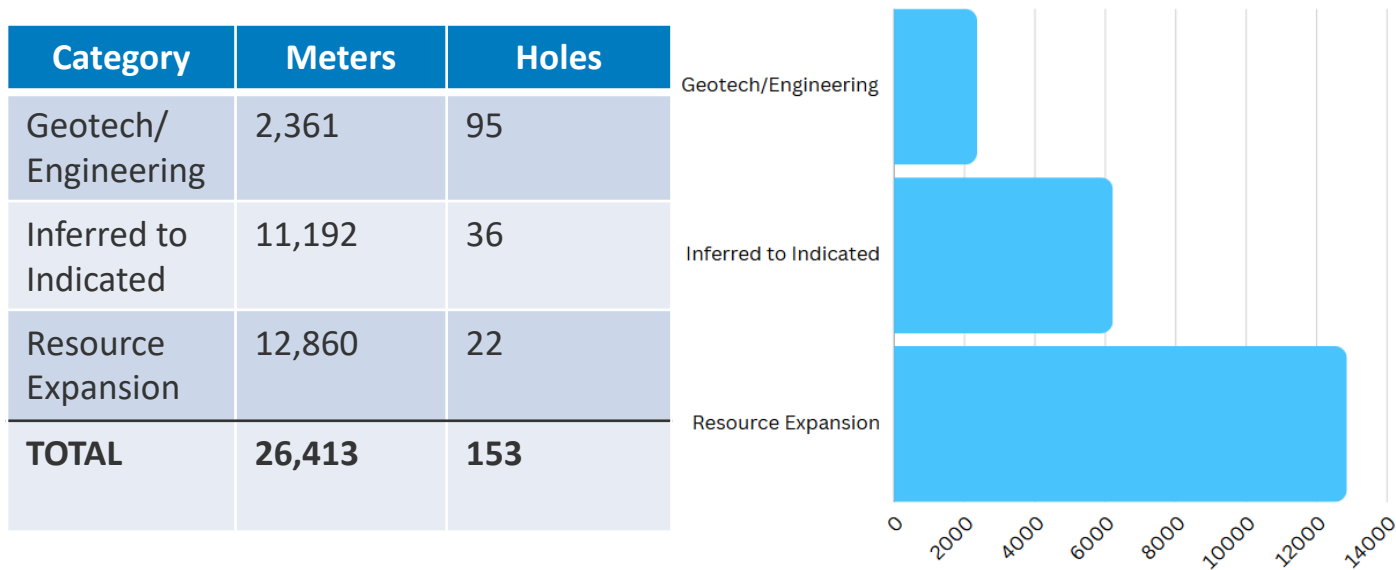 Category Meters Holes
Geotech/
Engineering
2,361 95
Inferred to
Indicated
11,192 36
Resource
Expansion
12,860 22
TOTAL 26,413 153
Geotech/Engineering
Inferred to Indicated
Resource Expansion
0 2000 4000 6000 8000 10000 12000 14000